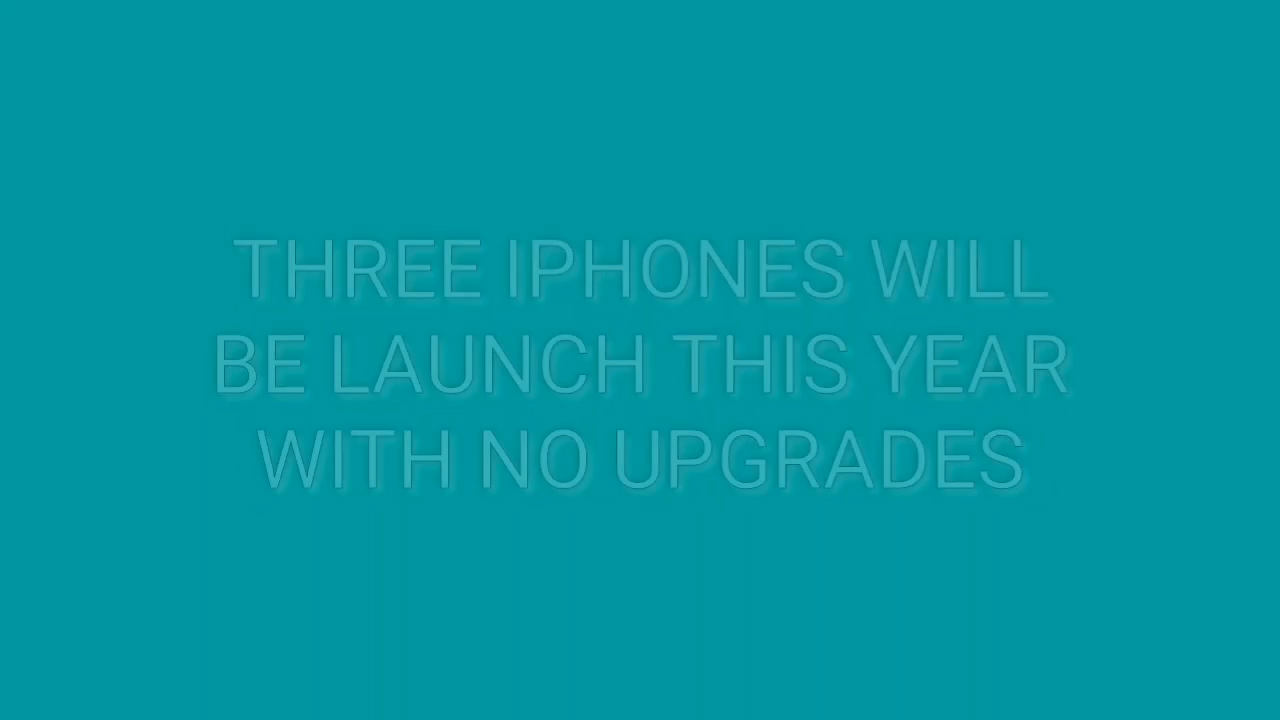 THREE IPHONES WILL
BE LAUNCH THIS YEAR
WITH NO UPGRADES